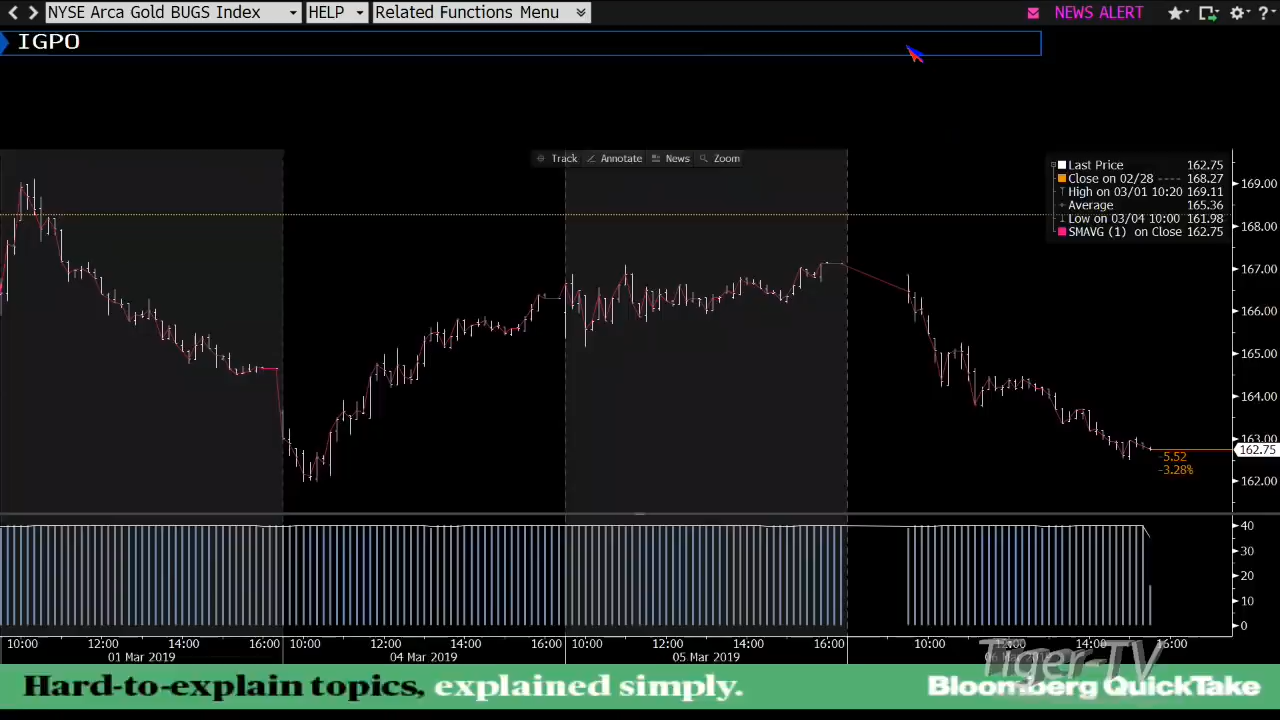 NYSE Arca Gold BUGS Index HELP Related Functions Menu NEWS ALERT ?
IGPO
Track Annotate News Zoom
Last Price 162.75
Close on 02/28 ---- 168.27
High on 03/01 10:20 169.11
Average 165.36
Low on 03/04 10:00 161.98
SMAVG (1) on Close 162.75
169.00
168.00
167.00
166.00
165.00
164.00
163.00
162.75
162.00
-5.52
-3.28%
40
30
20
10
0
10:00 12:00 14:00 16:00 10:00 12:00 14:00 16:00 10:00 12:00 14:00 16:00 10:00 12:00 14:00 16:00
01 Mar 2019 04 Mar 2019 05 Mar 2019 06 Mar 2019
Tiger-TV
Hard-to-explain topics, explained simply. Bloomberg QuickTake